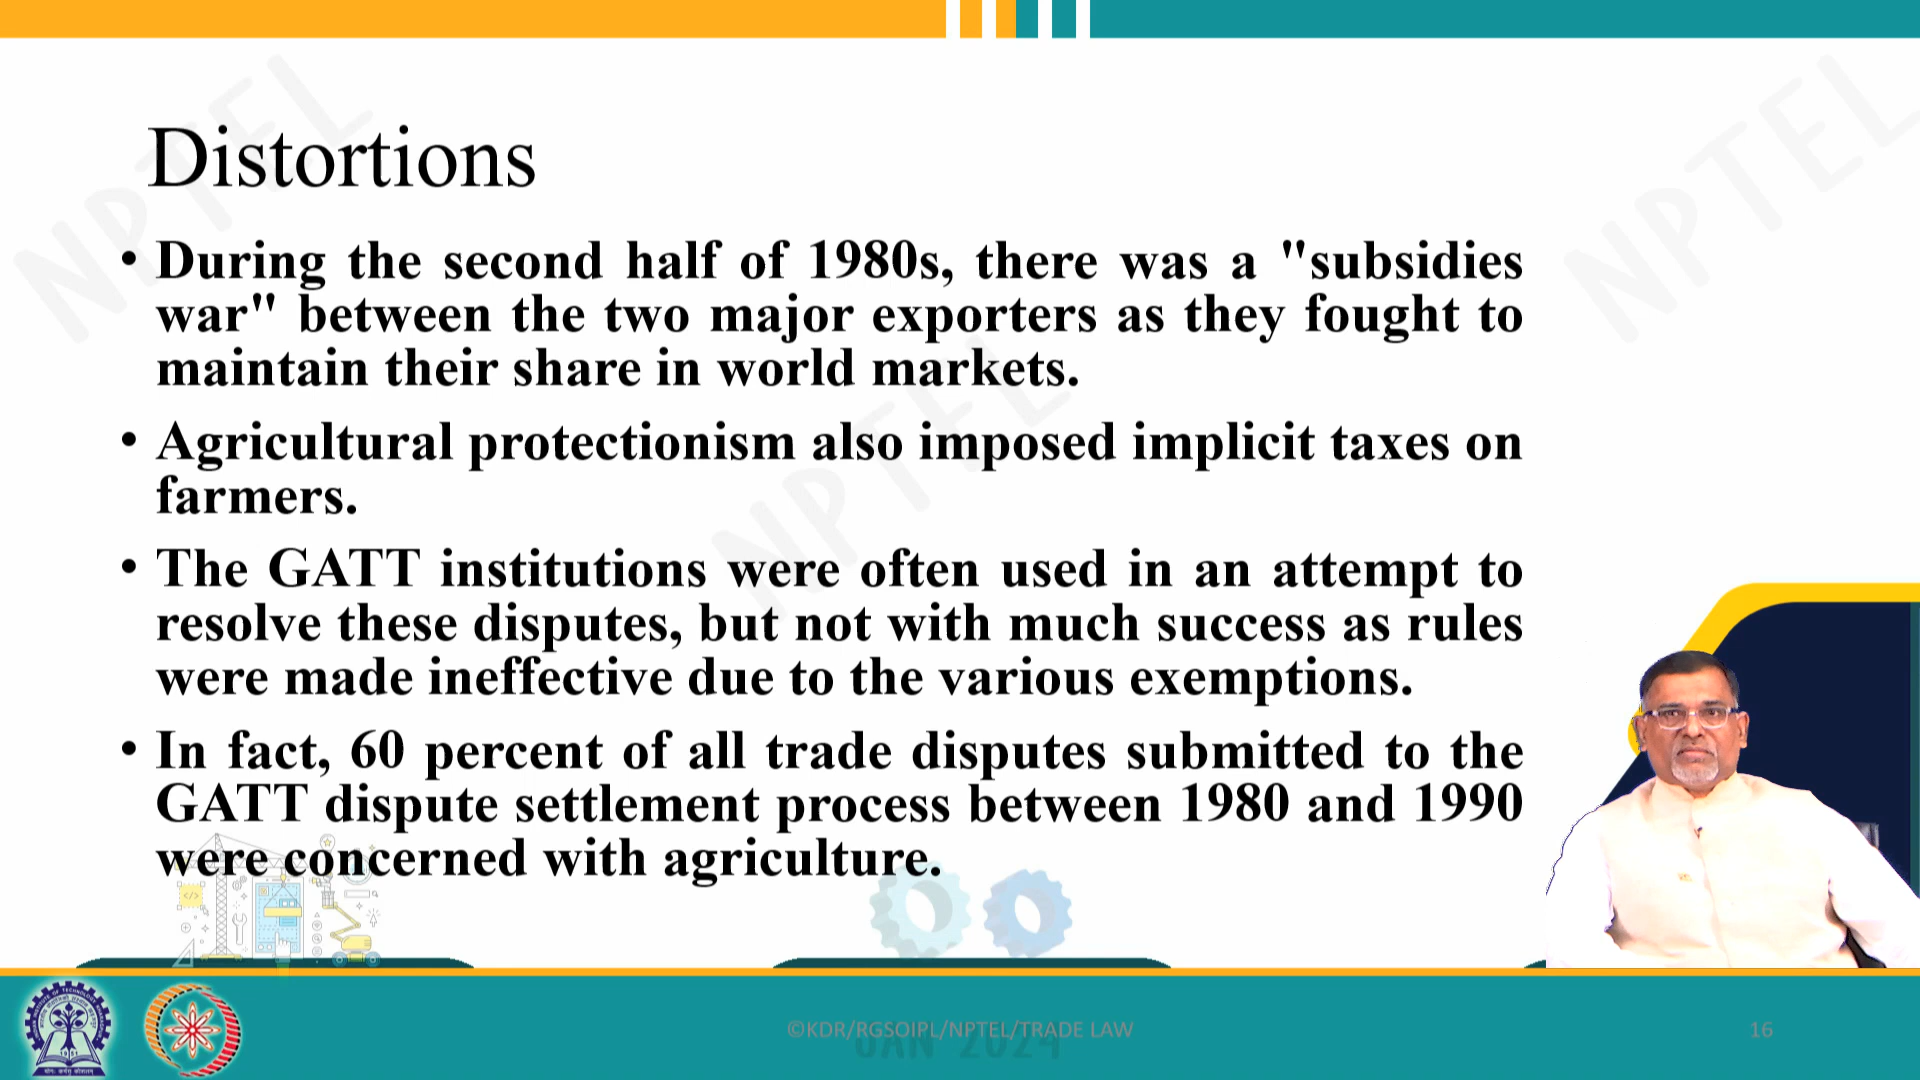 Distortions
• During the second half of 1980s, there was a "subsidies
war" between the two major exporters as they fought to
maintain their share in world markets.
• Agricultural protectionism also imposed implicit taxes on
farmers.
• The GATT institutions were often used in an attempt to
resolve these disputes, but not with much success as rules
were made ineffective due to the various exemptions.
• In fact, 60 percent of all trade disputes submitted to the
GATT dispute settlement process between 1980 and 1990
were concerned with agriculture.
NPTEL
NPTEL
NPTEL
©KDR/RGSOIPL/NPTEL/TRADE LAW
JAN 2024
16